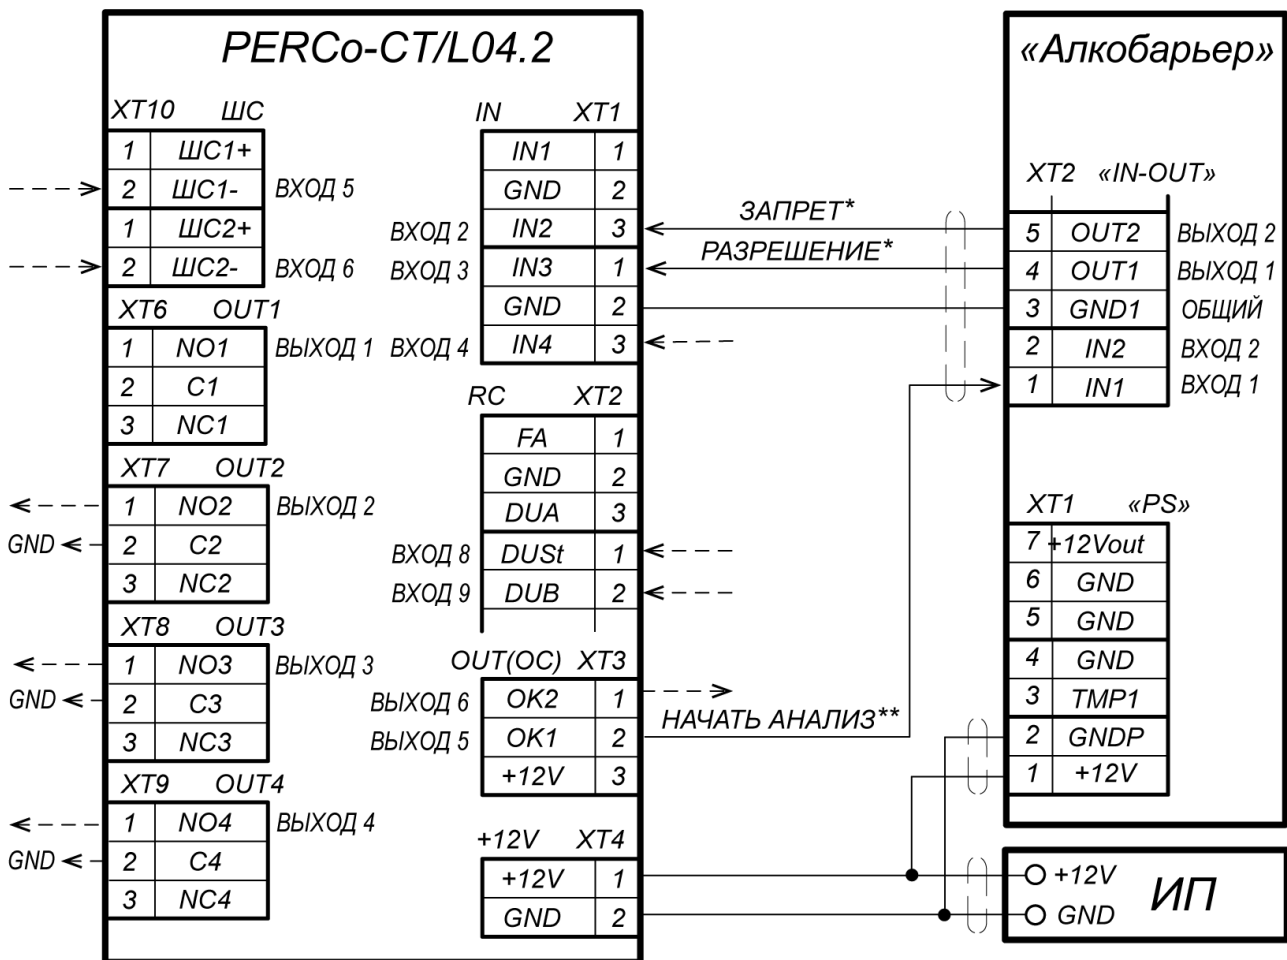 PERCo-CT/L04.2
XT10 ШС
1 ШС1+
2 ШС1- ВХОД 5
1 ШС2+
2 ШС2- ВХОД 6
XT6 OUT1
1 NO1 ВЫХОД 1
2 C1
3 NC1
XT7 OUT2
1 NO2 ВЫХОД 2
GND 2 C2
3 NC2
XT8 OUT3
1 NO3 ВЫХОД 3
GND 2 C3
3 NC3
XT9 OUT4
1 NO4 ВЫХОД 4
GND 2 C4
3 NC4
IN XT1
IN1 1
GND 2
ВХОД 2 IN2 3
ВХОД 3 IN3 1
GND 2
ВХОД 4 IN4 3
RC XT2
FA 1
GND 2
DUA 3
ВХОД 8 DUSt 1
ВХОД 9 DUB 2
OUT(OC) XT3
ВЫХОД 6 OK2 1
ВЫХОД 5 OK1 2
+12V 3
+12V XT4
+12V 1
GND 2
ЗАПРЕТ*
РАЗРЕШЕНИЕ*
НАЧАТЬ АНАЛИЗ**
«Алкобарьер»
XT2 «IN-OUT»
5 OUT2 ВЫХОД 2
4 OUT1 ВЫХОД 1
3 GND1 ОБЩИЙ
2 IN2 ВХОД 2
1 IN1 ВХОД 1
XT1 «PS»
7 +12Vout
6 GND
5 GND
4 GND
3 TMP1
2 GNDP
1 +12V
+12V
GND
ИП